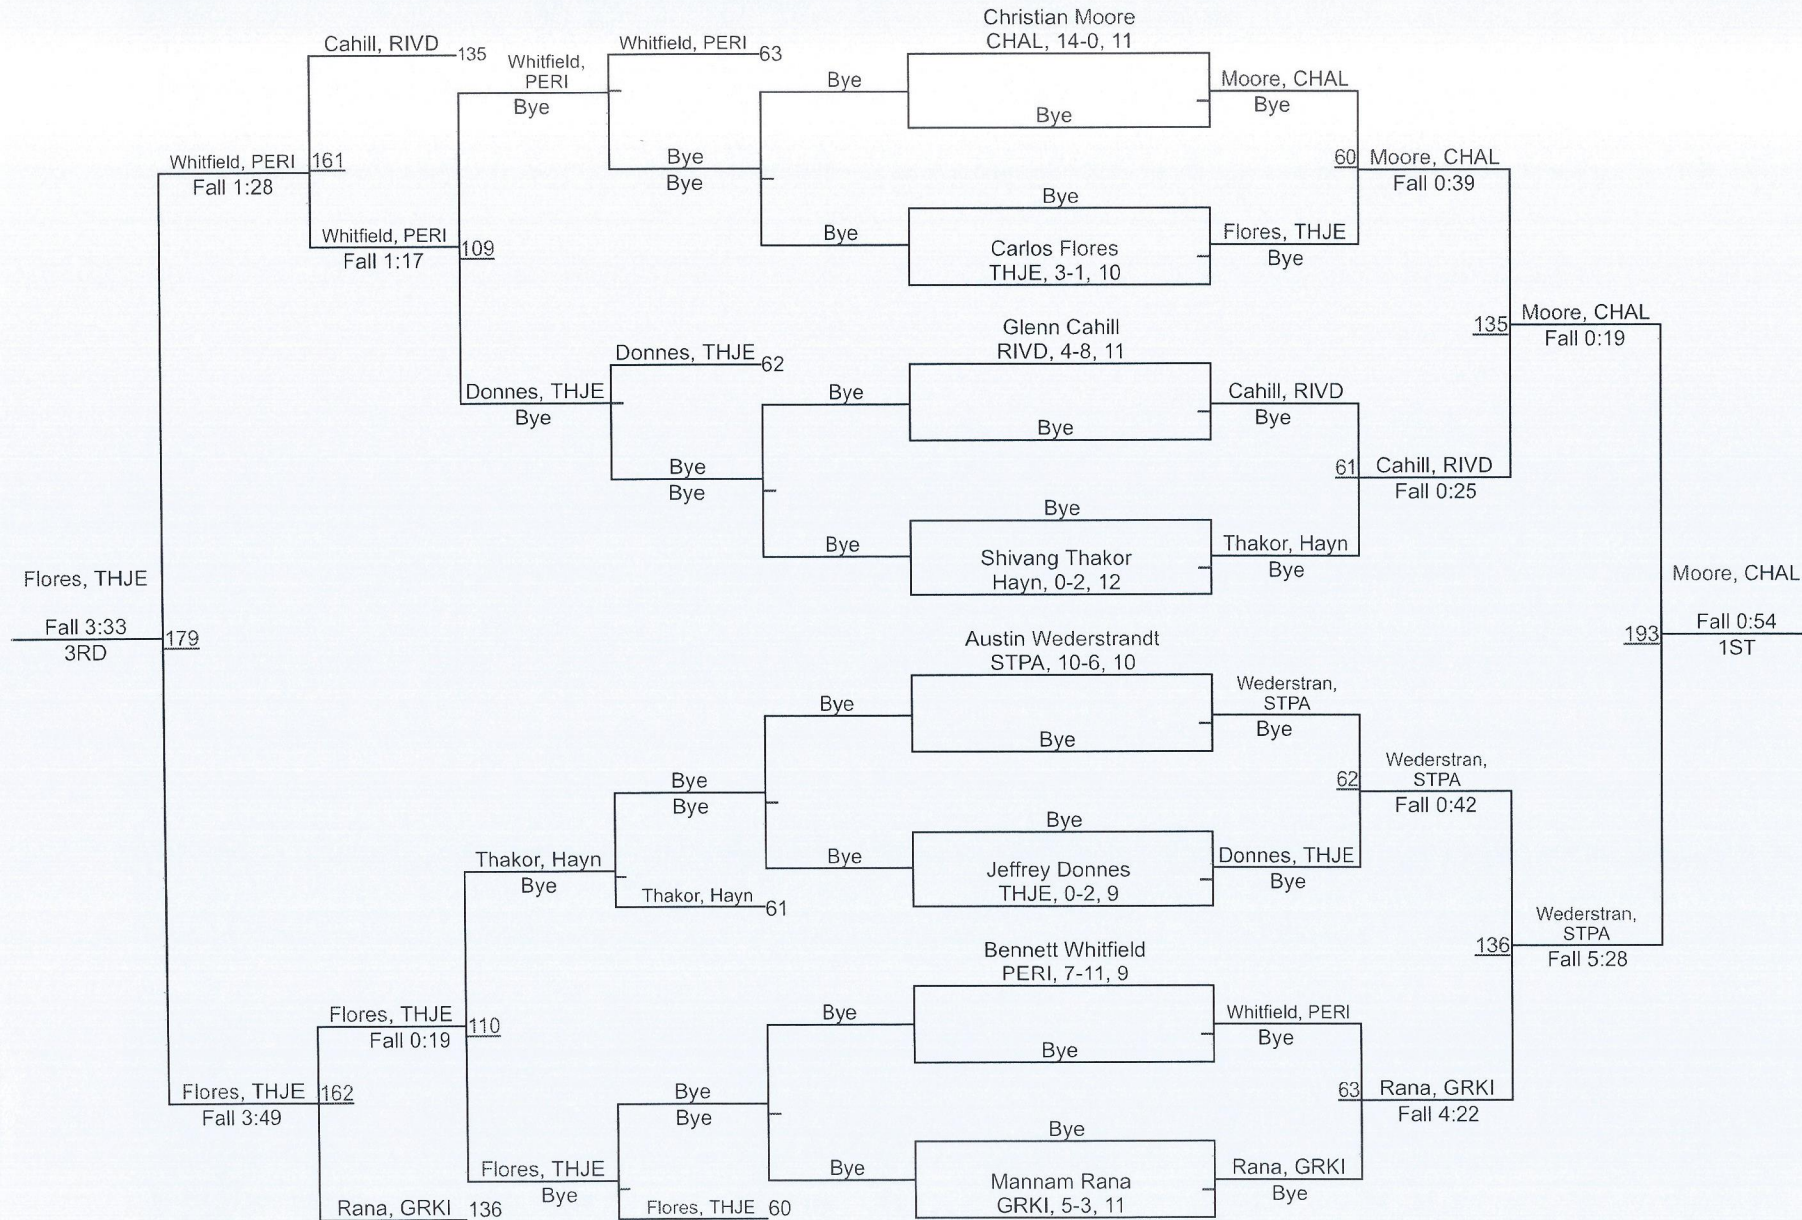 Christian Moore
CHAL, 14-0, 11
Cahill, RIVD
135
Whitfield, PERI
63
Whitfield,
PERI
Bye
Bye
Moore, CHAL
Bye
Bye
Whitfield, PERI
161
Fall 1:28
Bye
Bye
60
Moore, CHAL
Fall 0:39
Bye
Whitfield, PERI
109
Fall 1:17
Bye
Carlos Flores
THJE, 3-1, 10
Flores, THJE
Bye
135
Moore, CHAL
Fall 0:19
Glenn Cahill
RIVD, 4-8, 11
Donnes, THJE
62
Donnes, THJE
Bye
Bye
Bye
Cahill, RIVD
Bye
Bye
Bye
61
Cahill, RIVD
Fall 0:25
Bye
Bye
Shivang Thakor
Hayn, 0-2, 12
Thakor, Hayn
Bye
Flores, THJE
Fall 3:33
3RD
179
Moore, CHAL
193
Fall 0:54
1ST
Austin Wederstrandt
STPA, 10-6, 10
Bye
Bye
Wederstran,
STPA
Bye
Bye
Bye
62
Wederstran,
STPA
Fall 0:42
Bye
Thakor, Hayn
Bye
Bye
Jeffrey Donnes
THJE, 0-2, 9
Donnes, THJE
Bye
Thakor, Hayn
61
136
Wederstran,
STPA
Fall 5:28
Bennett Whitfield
PERI, 7-11, 9
Flores, THJE
110
Fall 0:19
Bye
Bye
Whitfield, PERI
Bye
Flores, THJE
162
Fall 3:49
Bye
Bye
63
Rana, GRKI
Fall 4:22
Bye
Flores, THJE
Bye
Bye
Mannam Rana
GRKI, 5-3, 11
Rana, GRKI
Bye
Rana, GRKI
136
Flores, THJE
60